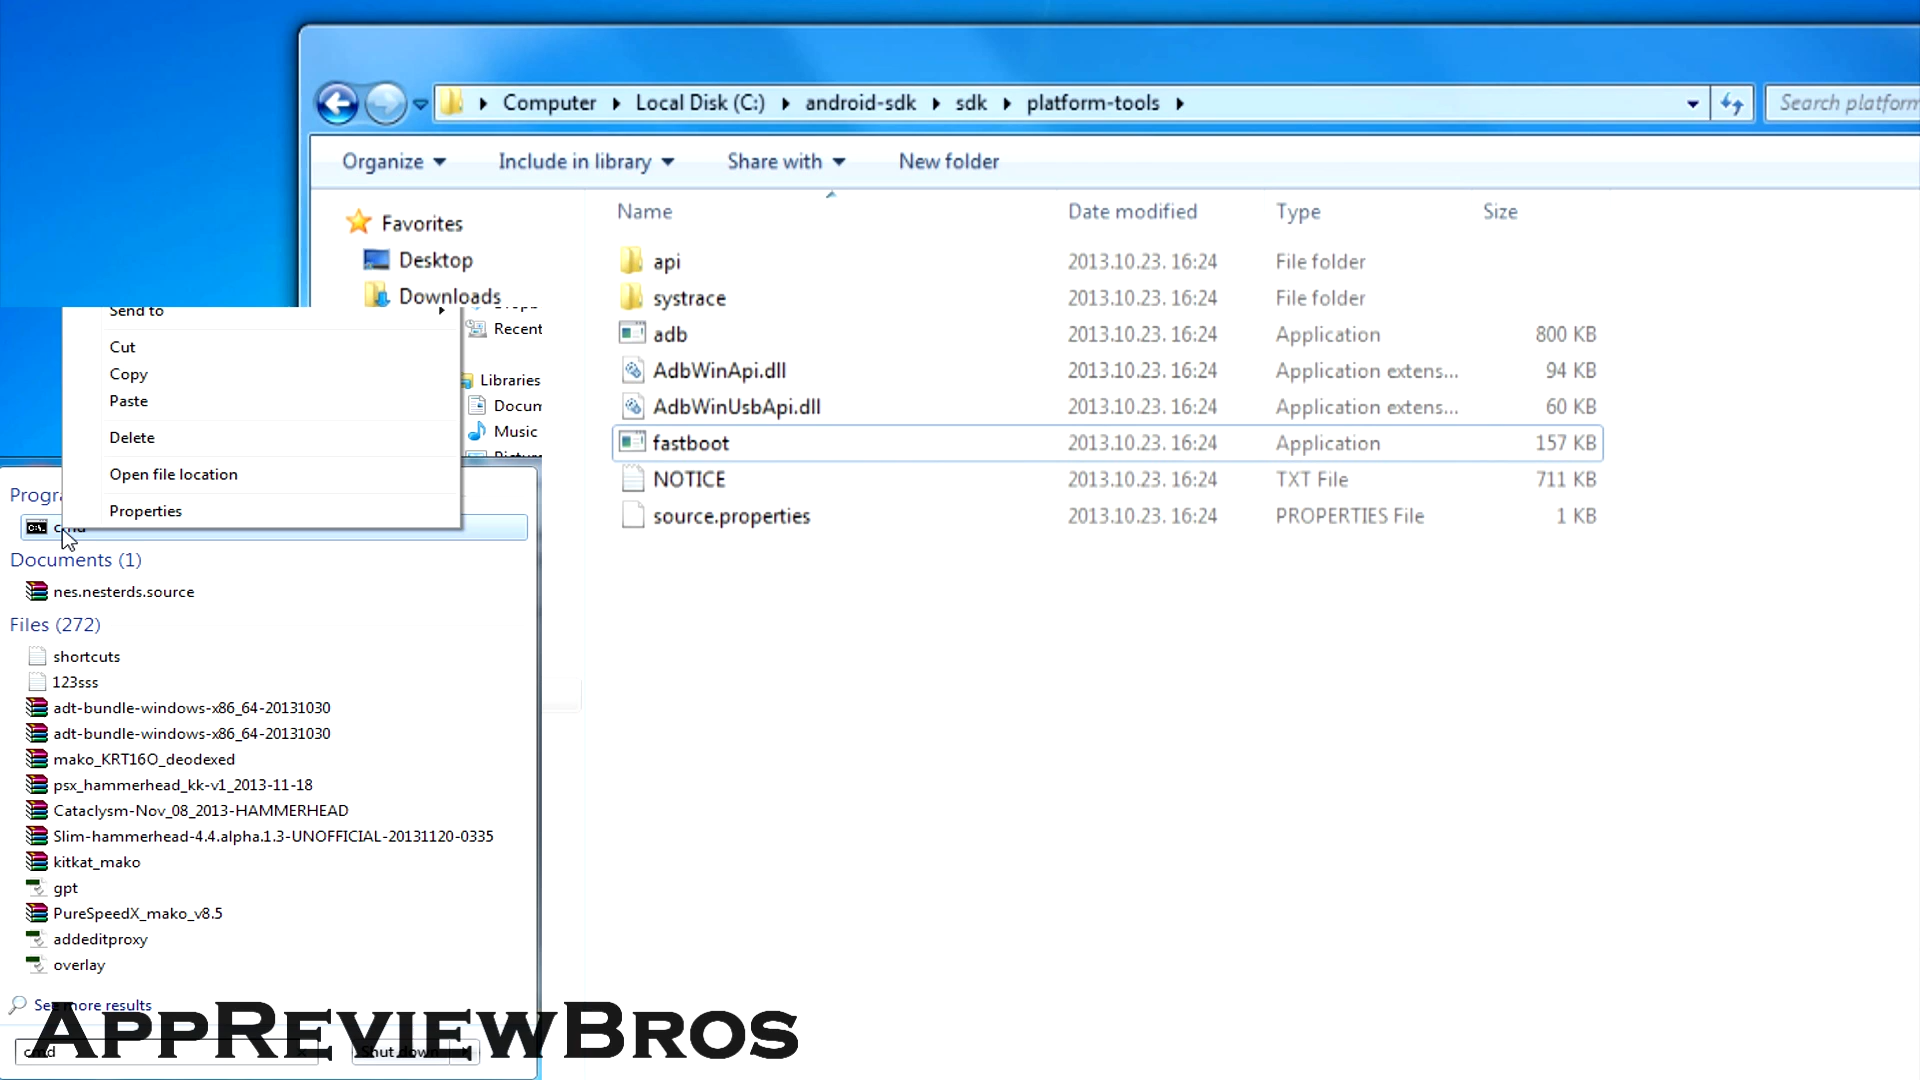 Computer Local Disk (C:) android-sdk sdk platform-tools
Search platform
Organize Include in library Share with New folder
Name Date modified Type Size
Favorites
Desktop
Downloads
api 2013.10.23. 16:24 File folder
systrace 2013.10.23. 16:24 File folder
adb 2013.10.23. 16:24 Application 800 KB
AdbWinApi.dll 2013.10.23. 16:24 Application extens... 94 KB
AdbWinUsbApi.dll 2013.10.23. 16:24 Application extens... 60 KB
fastboot 2013.10.23. 16:24 Application 157 KB
NOTICE 2013.10.23. 16:24 TXT File 711 KB
source.properties 2013.10.23. 16:24 PROPERTIES File 1 KB
Recent
Libraries
Docum
Music
Send to
Cut
Copy
Paste
Delete
Open file location
Properties
Progra
cmd
Documents (1)
nes.nesterds.source
Files (272)
shortcuts
123sss
adt-bundle-windows-x86_64-20131030
adt-bundle-windows-x86_64-20131030
mako_KRT16O_deodexed
psx_hammerhead_kk-v1_2013-11-18
Cataclysm-Nov_08_2013-HAMMERHEAD
Slim-hammerhead-4.4.alpha.1.3-UNOFFICIAL-20131120-0335
kitkat_mako
gpt
PureSpeedX_mako_v8.5
addeditproxy
overlay
See more results
cmd
Shut down
AppReviewBros